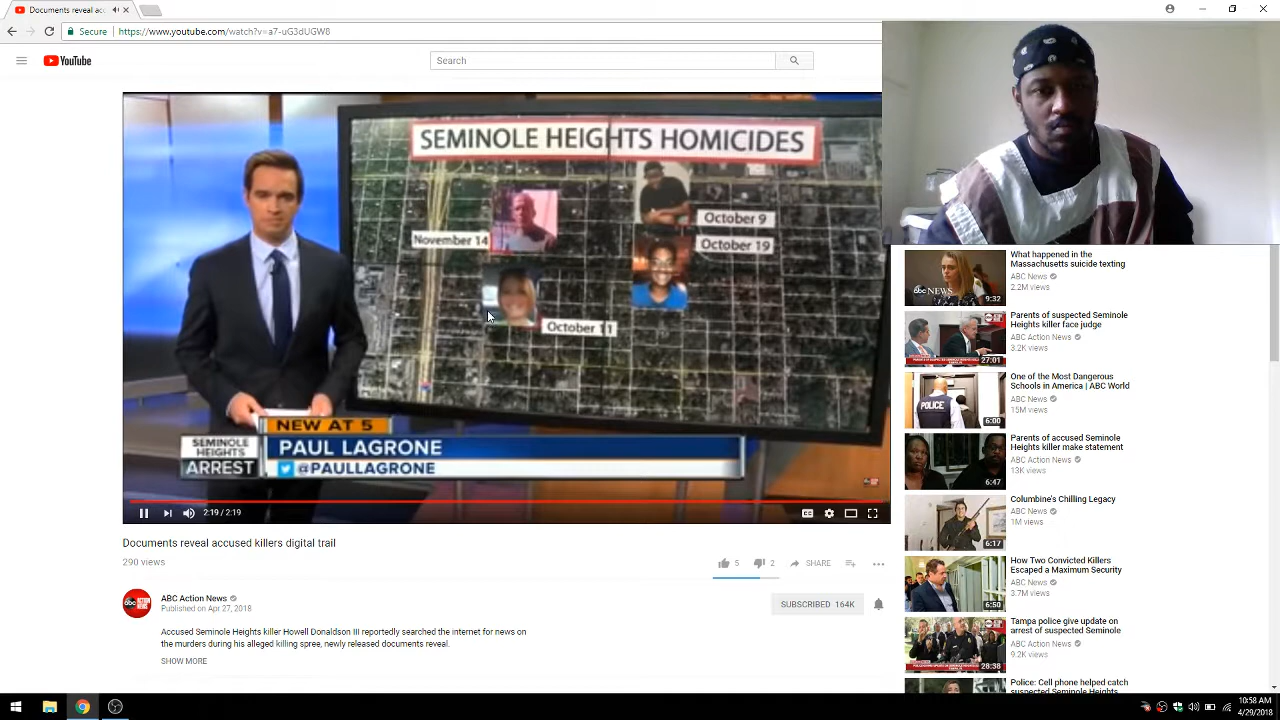 Documents reveal acc
Secure
https://www.youtube.com/watch?v=a7-uG3dUGW8
YouTube
Search
SEMINOLE HEIGHTS HOMICIDES
October 9
November 14
October 19
October 11
NEW AT 5
SEMINOLE
HEIGHTS
ARREST
PAUL LAGRONE
@PAULLAGRONE
2:19 / 2:19
CC
Documents reveal accused killers digital trail
290 views
5
2
SHARE
ABC Action News
Published on Apr 27, 2018
SUBSCRIBED 164K
Accused Seminole Heights killer Howell Donaldson III reportedly searched the internet for news on
the murders during his alleged killing spree, newly released documents reveal.
SHOW MORE
abc NEWS
9:32
What happened in the
Massachusetts suicide texting
ABC News
2.2M views
27:01
Parents of suspected Seminole
Heights killer face judge
ABC Action News
3.2K views
POLICE
6:00
One of the Most Dangerous
Schools in America | ABC World
ABC News
15M views
6:47
Parents of accused Seminole
Heights killer make statement
ABC Action News
13K views
6:17
Columbine's Chilling Legacy
ABC News
1M views
6:50
How Two Convicted Killers
Escaped a Maximum Security
ABC News
3.7M views
28:38
Tampa police give update on
arrest of suspected Seminole
ABC Action News
9.2K views
Police: Cell phone helped catch
suspected Seminole Heights
10:58 AM
4/29/2018